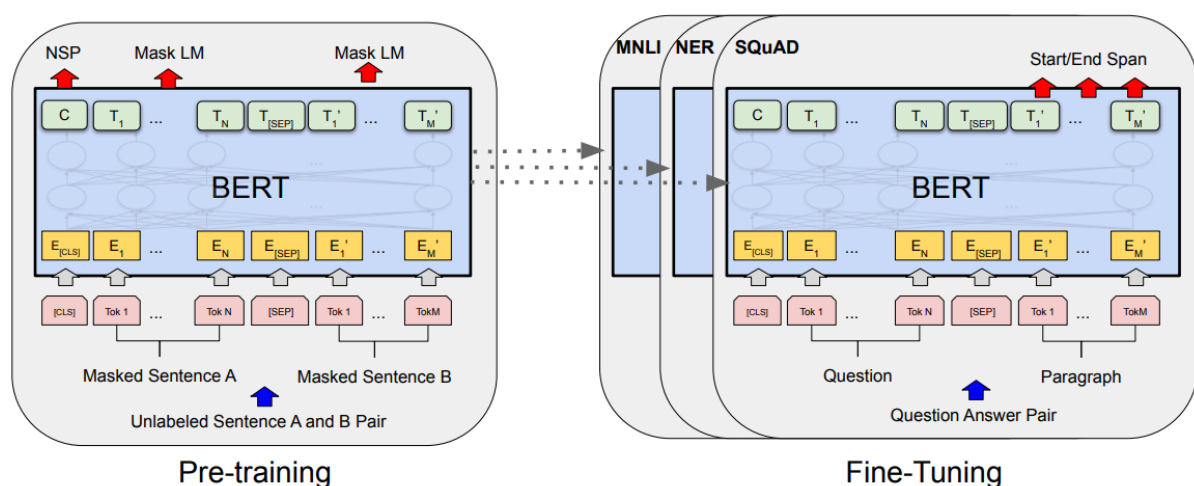 NSP Mask LM Mask LM
C T1 ... TN T[SEP] T1' ... TM'
...
BERT
...
E[CLS] E1 ... EN E[SEP] E1' ... EM'
[CLS] Tok 1 ... Tok N [SEP] Tok 1 ... TokM
Masked Sentence A Masked Sentence B
Unlabeled Sentence A and B Pair
Pre-training
MNLI NER SQuAD
Start/End Span
C T1 ... TN T[SEP] T1' ... TM'
...
BERT
...
E[CLS] E1 ... EN E[SEP] E1' ... EM'
[CLS] Tok 1 ... Tok N [SEP] Tok 1 ... TokM
Question Paragraph
Question Answer Pair
Fine-Tuning